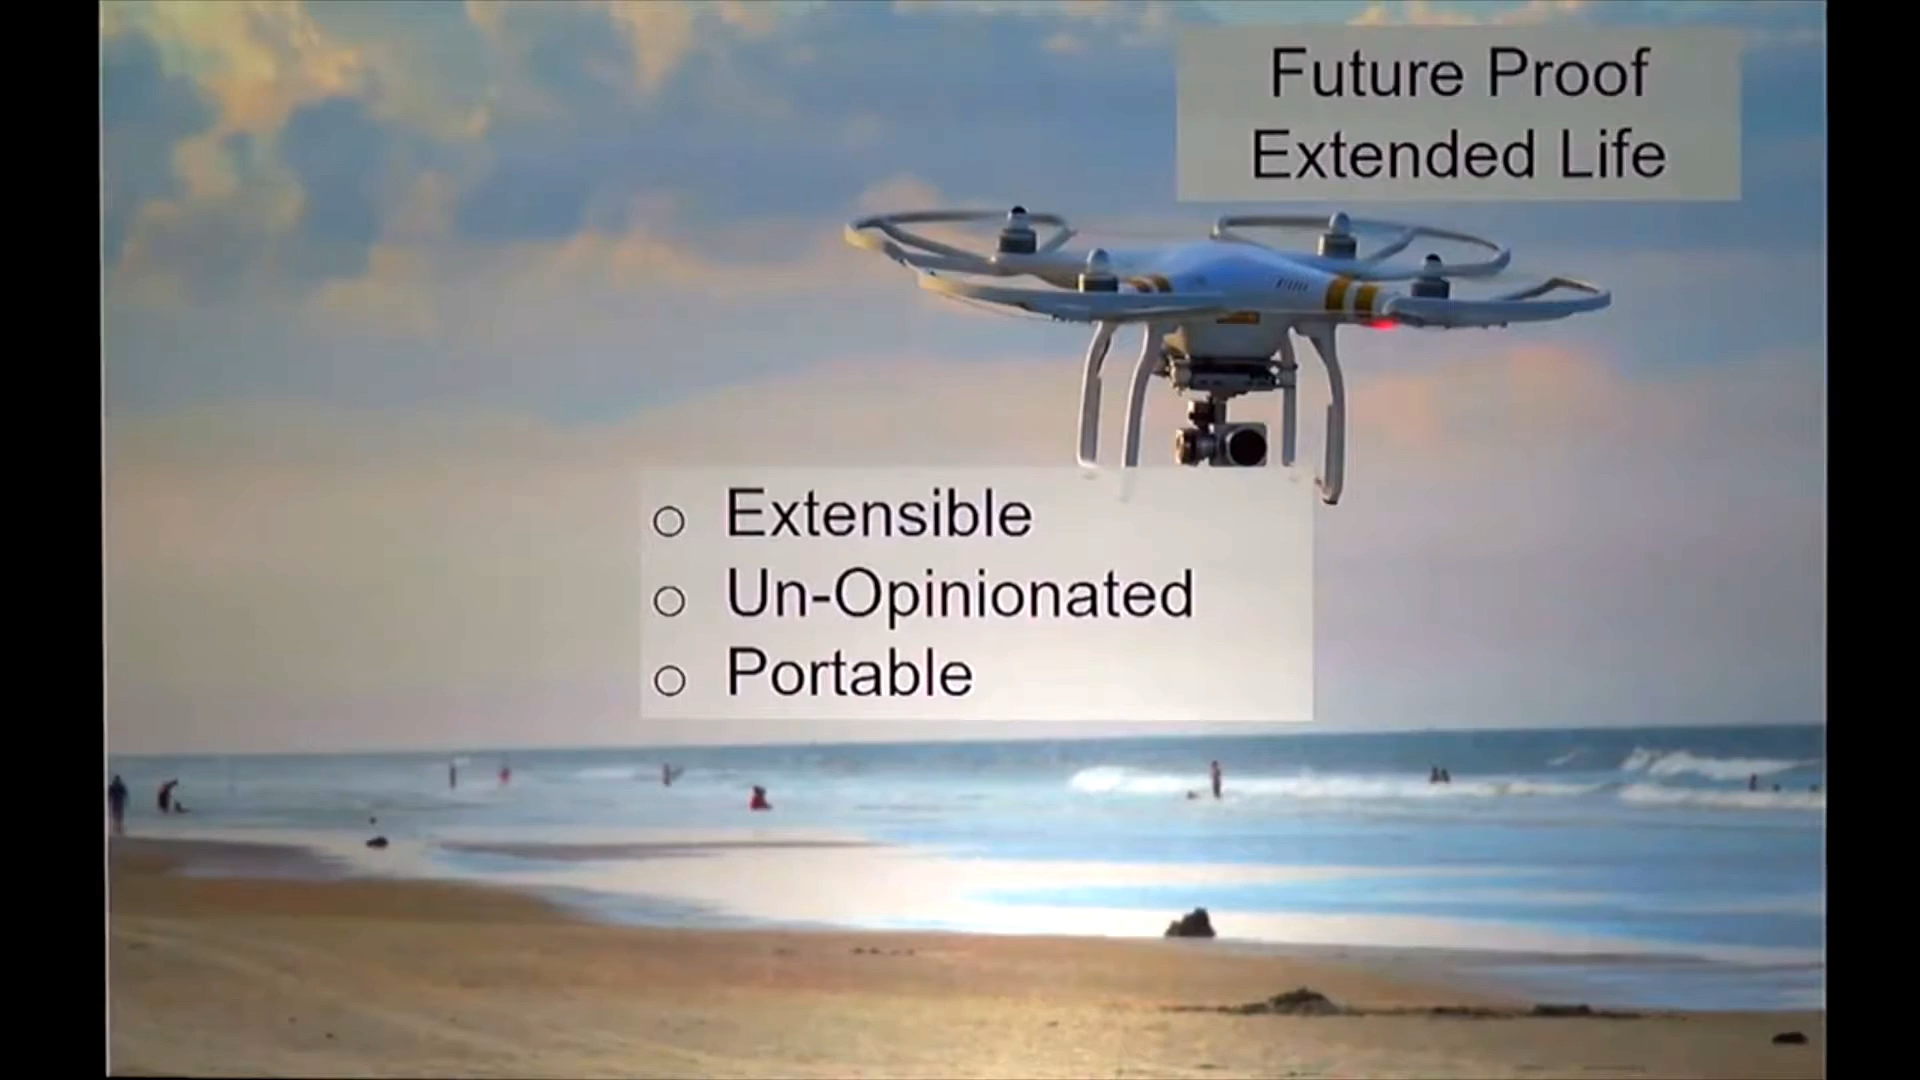 Future Proof
Extended Life
Extensible
Un-Opinionated
Portable